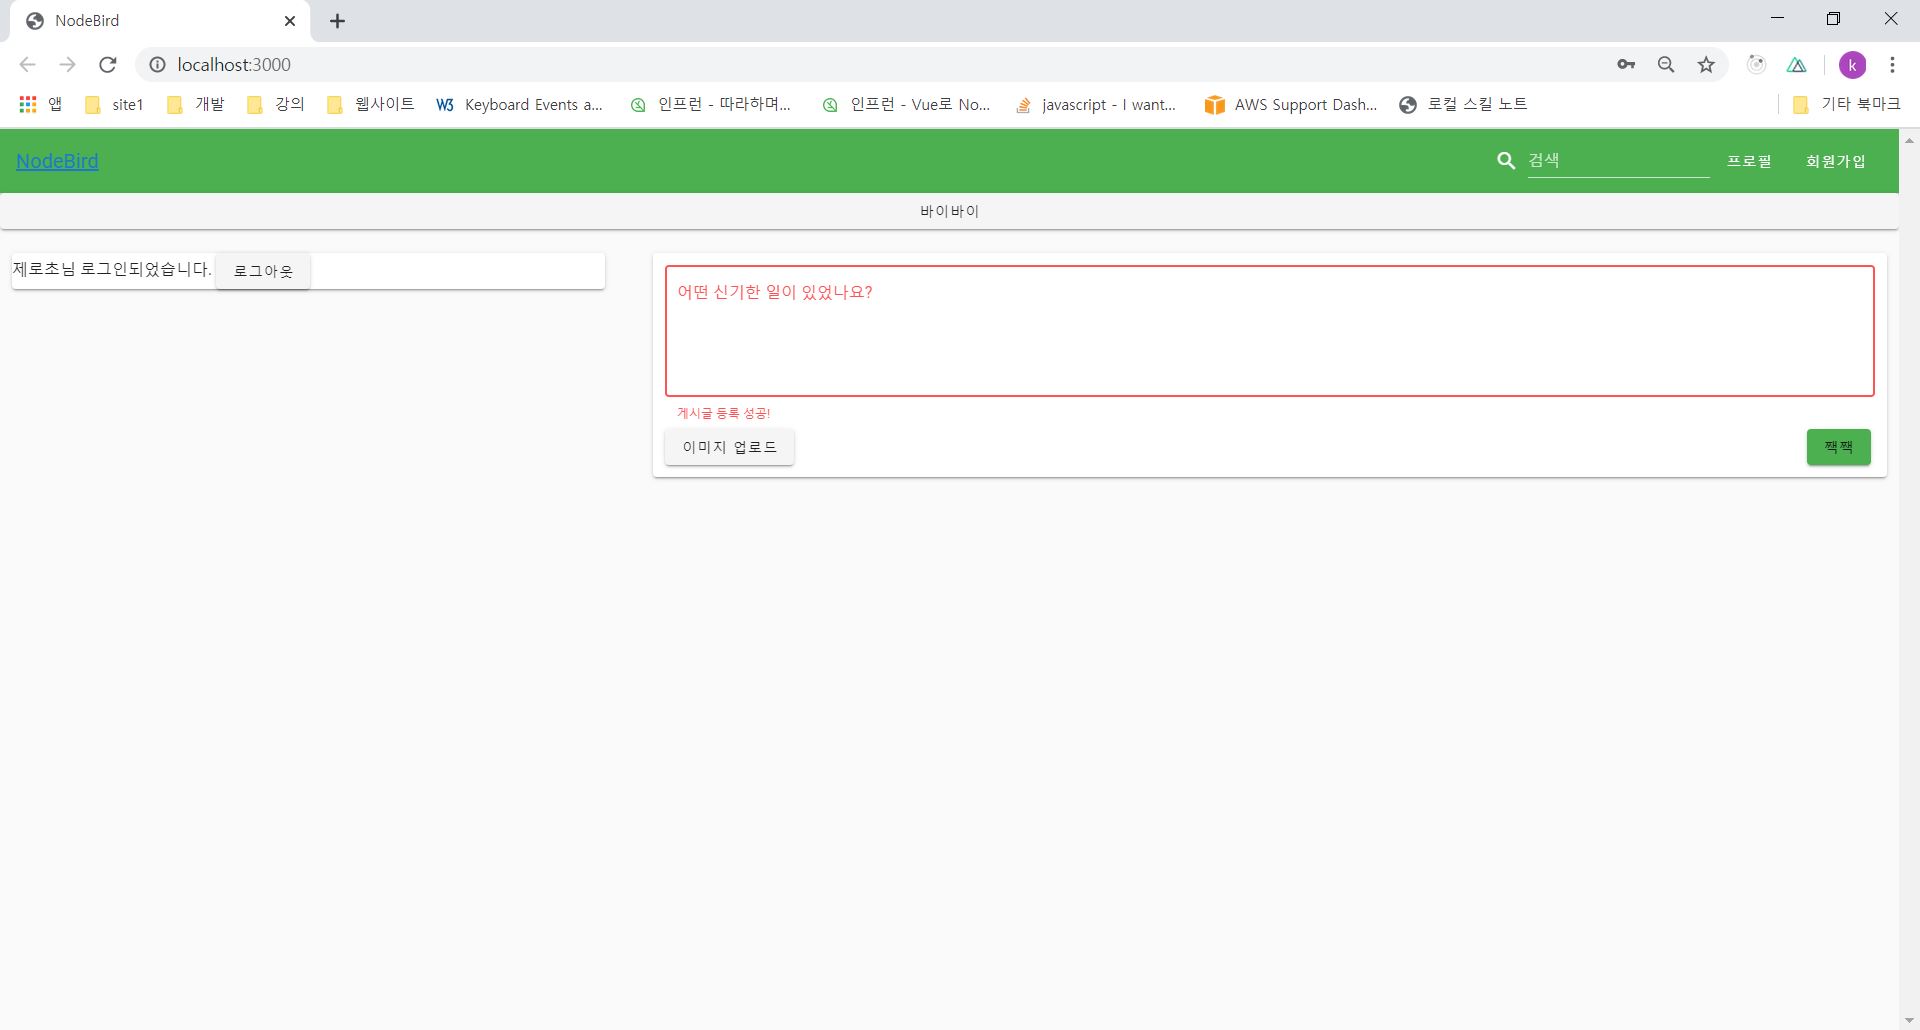 NodeBird
localhost:3000
k
앱 site1 개발 강의 웹사이트 W3 Keyboard Events a... 인프런 - 따라하며... 인프런 - Vue로 No... javascript - I want... AWS Support Dash... 로컬 스킬 노트 기타 북마크
NodeBird 검색 프로필 회원가입
바이바이
제로초님 로그인되었습니다. 로그아웃
어떤 신기한 일이 있었나요?
게시글 등록 성공!
이미지 업로드 짹짹